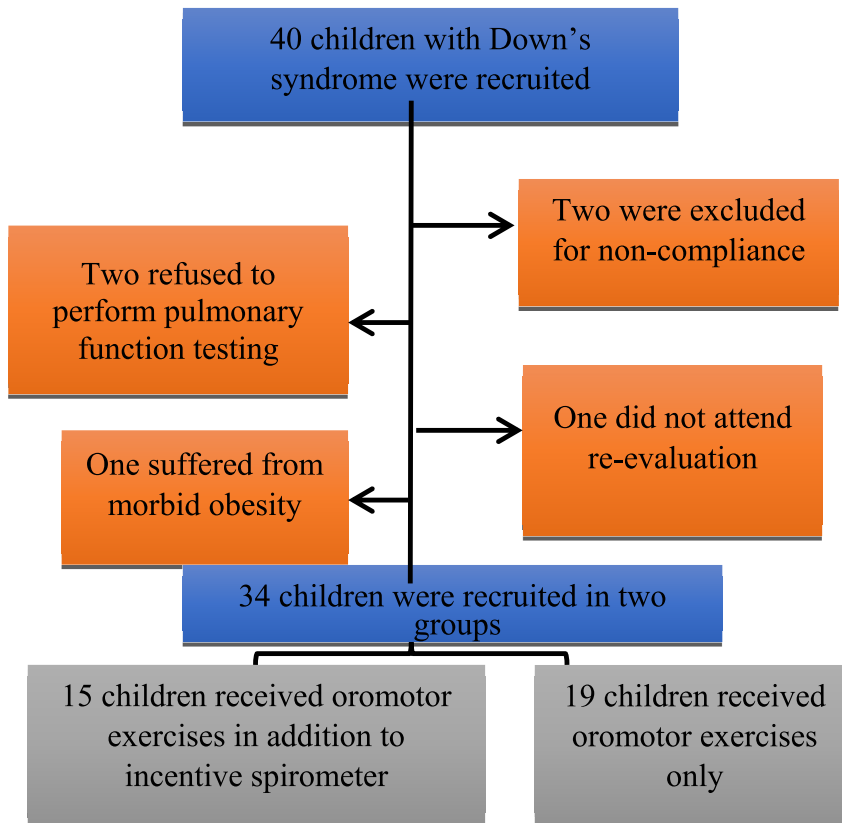 40 children with Down’s
syndrome were recruited
Two were excluded
for non-compliance
Two refused to
perform pulmonary
function testing
One did not attend
re-evaluation
One suffered from
morbid obesity
34 children were recruited in two
groups
15 children received oromotor
exercises in addition to
incentive spirometer
19 children received
oromotor exercises
only